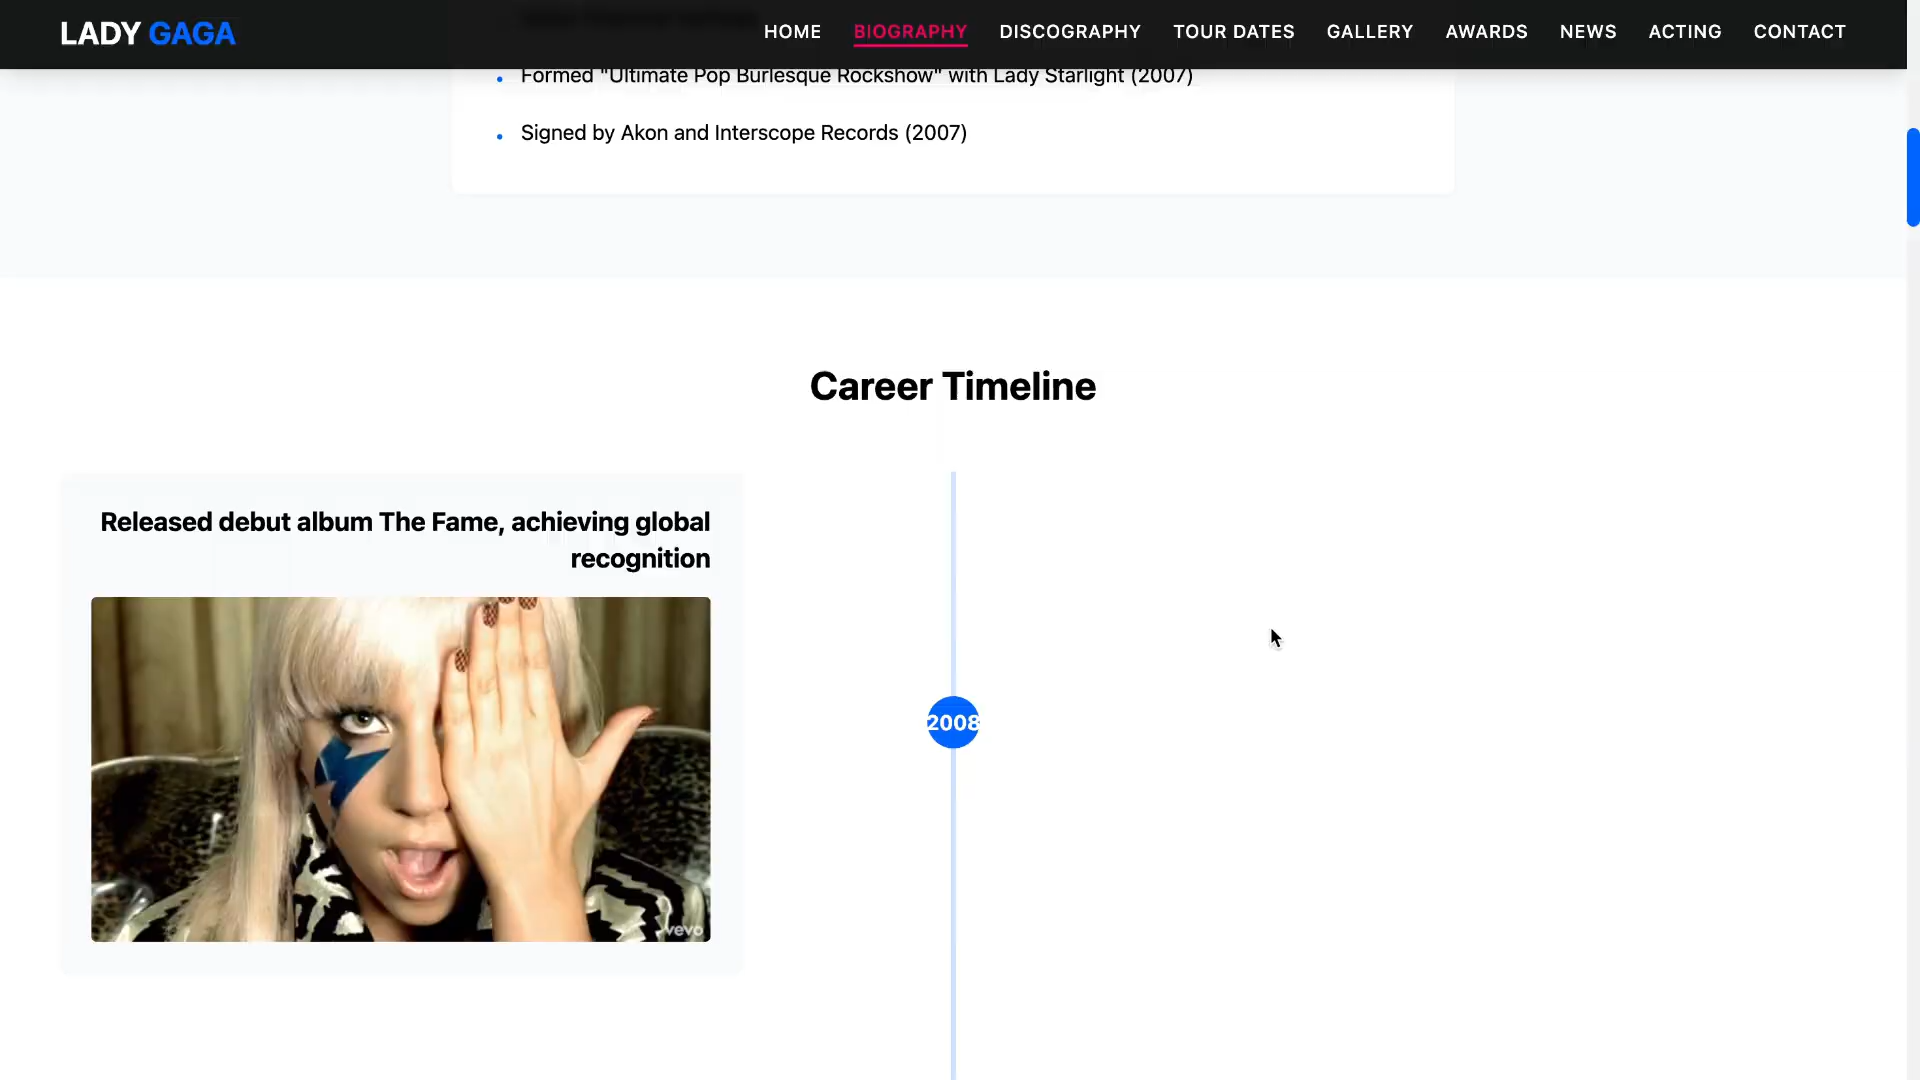 LADY GAGA
HOME BIOGRAPHY DISCOGRAPHY TOUR DATES GALLERY AWARDS NEWS ACTING CONTACT
Formed "Ultimate Pop Burlesque Rockshow" with Lady Starlight (2007)
Signed by Akon and Interscope Records (2007)
Career Timeline
Released debut album The Fame, achieving global
recognition
2008
vevo